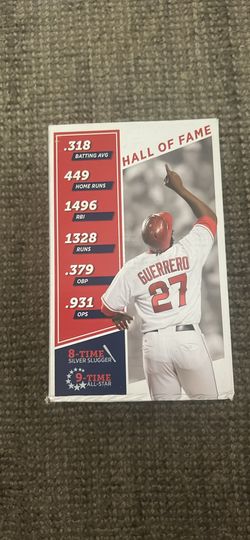 HALL OF FAME
.318
BATTING AVG
449
HOME RUNS
1496
RBI
1328
RUNS
.379
OBP
.931
OPS
GUERRERO
27
8-TIME
SILVER SLUGGER
9-TIME
ALL-STAR